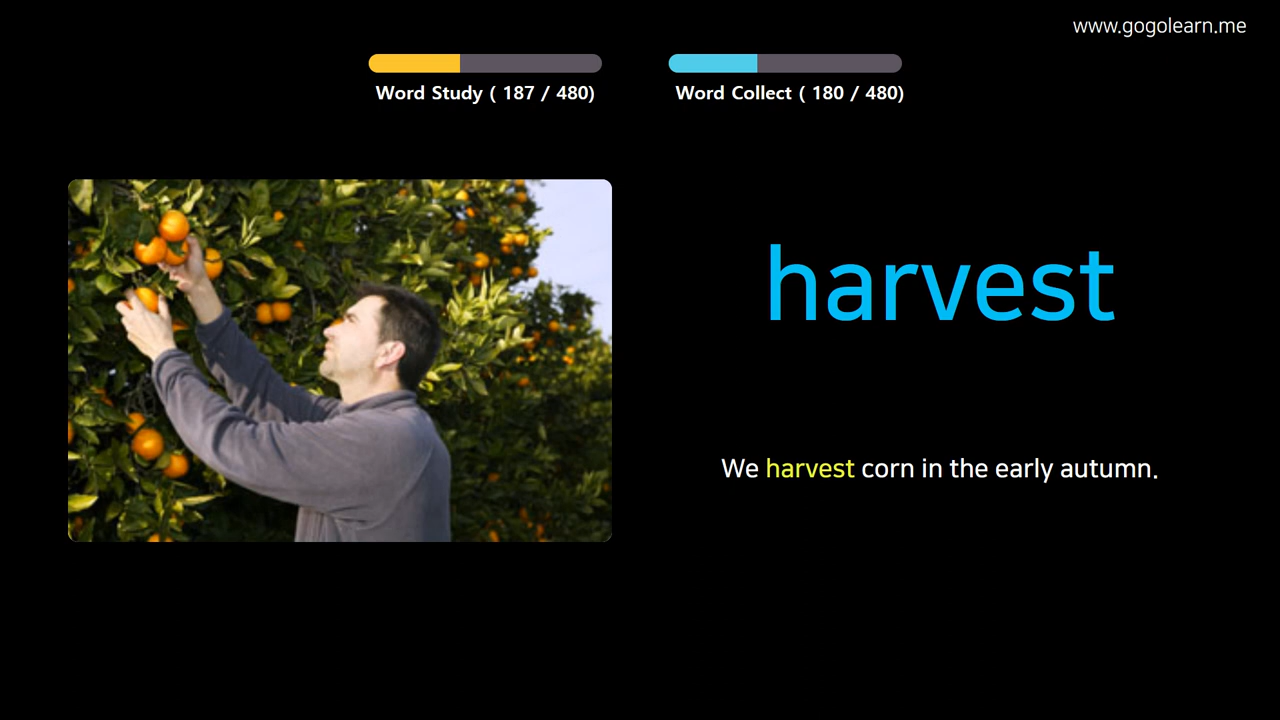 www.gogolearn.me
Word Study ( 187 / 480)
Word Collect ( 180 / 480)
harvest
We harvest corn in the early autumn.